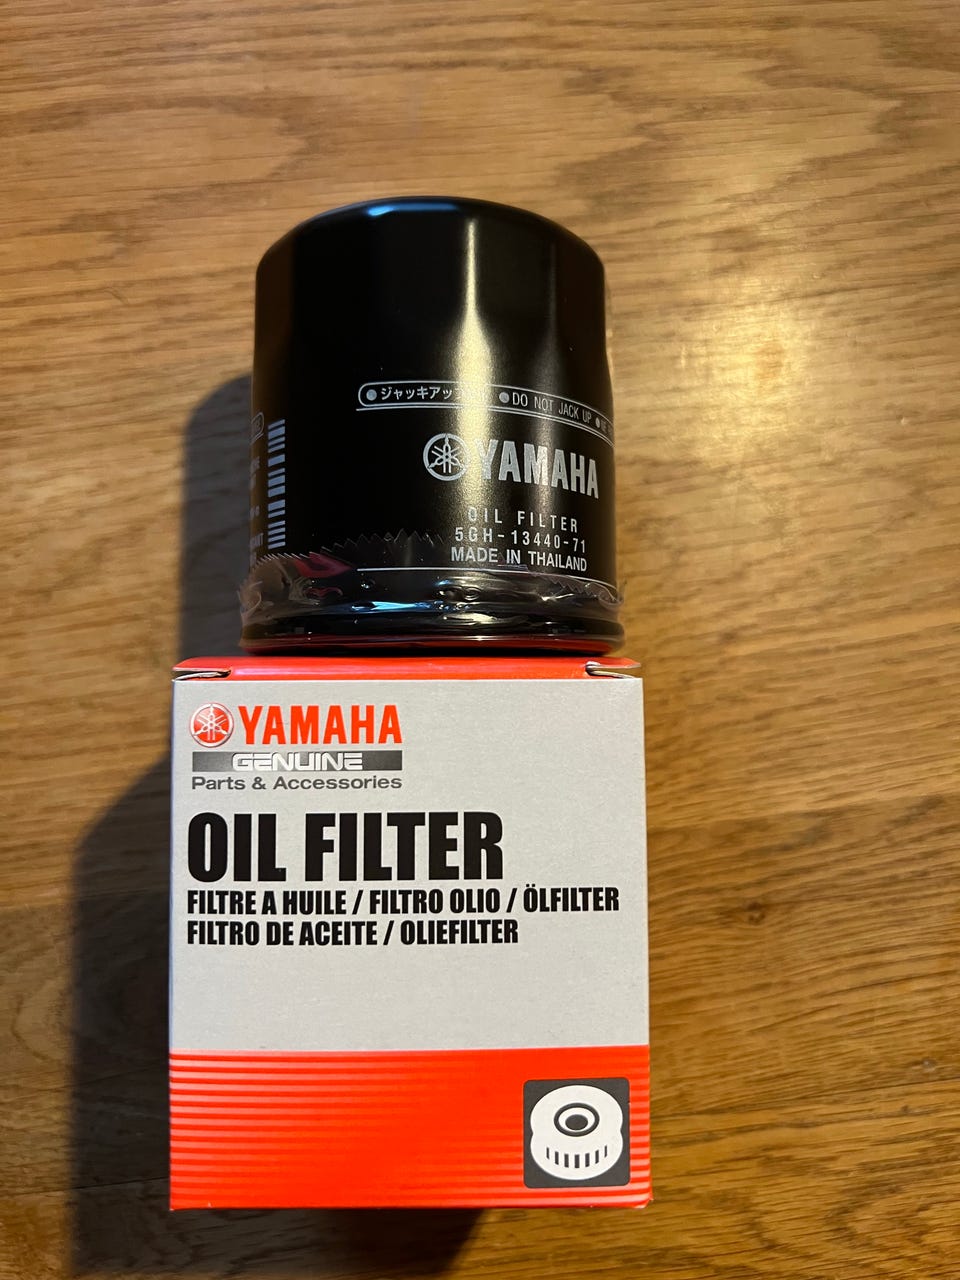 ●ジャッキアッ ●DO NOT JACK UP
YAMAHA
OIL FILTER
5GH-13440-71
MADE IN THAILAND
YAMAHA
GENUINE
Parts & Accessories
OIL FILTER
FILTRE A HUILE / FILTRO OLIO / ÖLFILTER
FILTRO DE ACEITE / OLIEFILTER